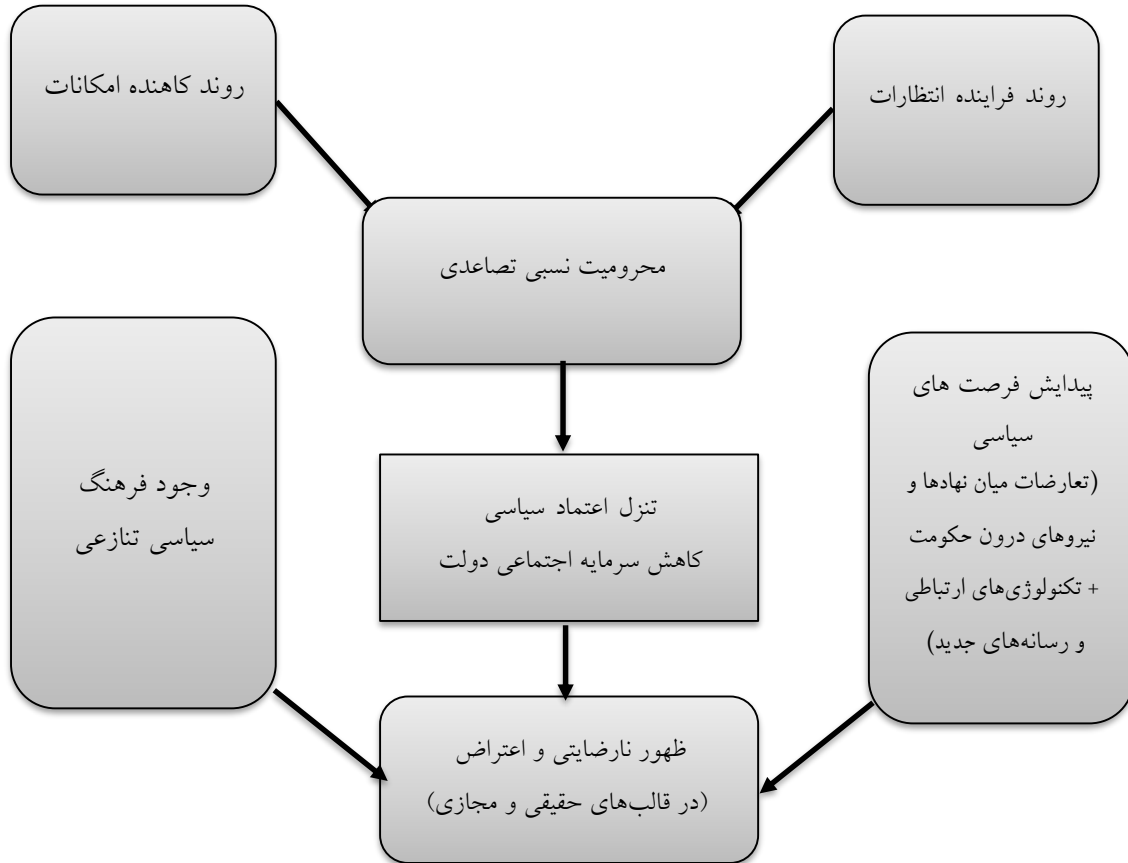 روند فراینده انتظارات
روند کاهنده امکانات
محرومیت نسبی تصاعدی
پیدایش فرصت های
سیاسی
(تعارضات میان نهادها و
نیروهای درون حکومت
+ تکنولوژی‌های ارتباطی
و رسانه‌های جدید)
تنزل اعتماد سیاسی
کاهش سرمایه اجتماعی دولت
وجود فرهنگ
سیاسی تنازعی
ظهور نارضایتی و اعتراض
(در قالب‌های حقیقی و مجازی)